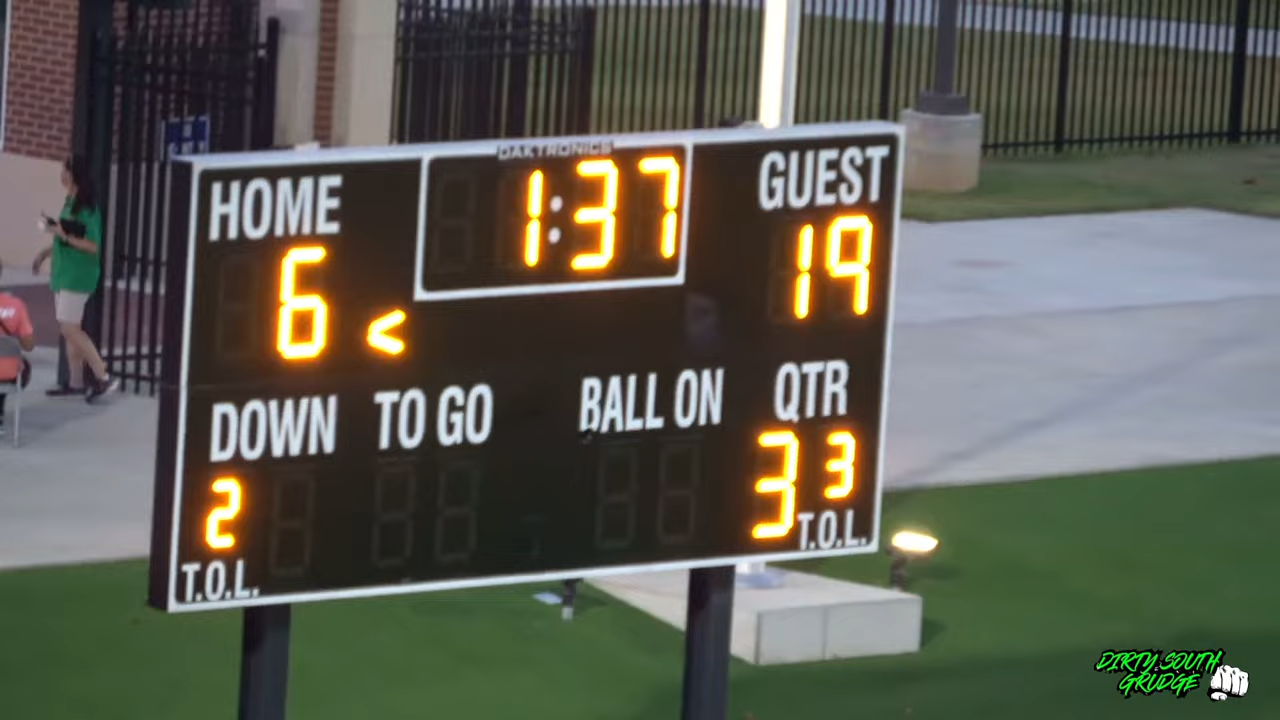 DAKTRONICS
HOME 1:37 GUEST
6 < 19
DOWN TO GO BALL ON QTR
2 3 3
T.O.L. T.O.L.
DIRTY SOUTH
GRUDGE